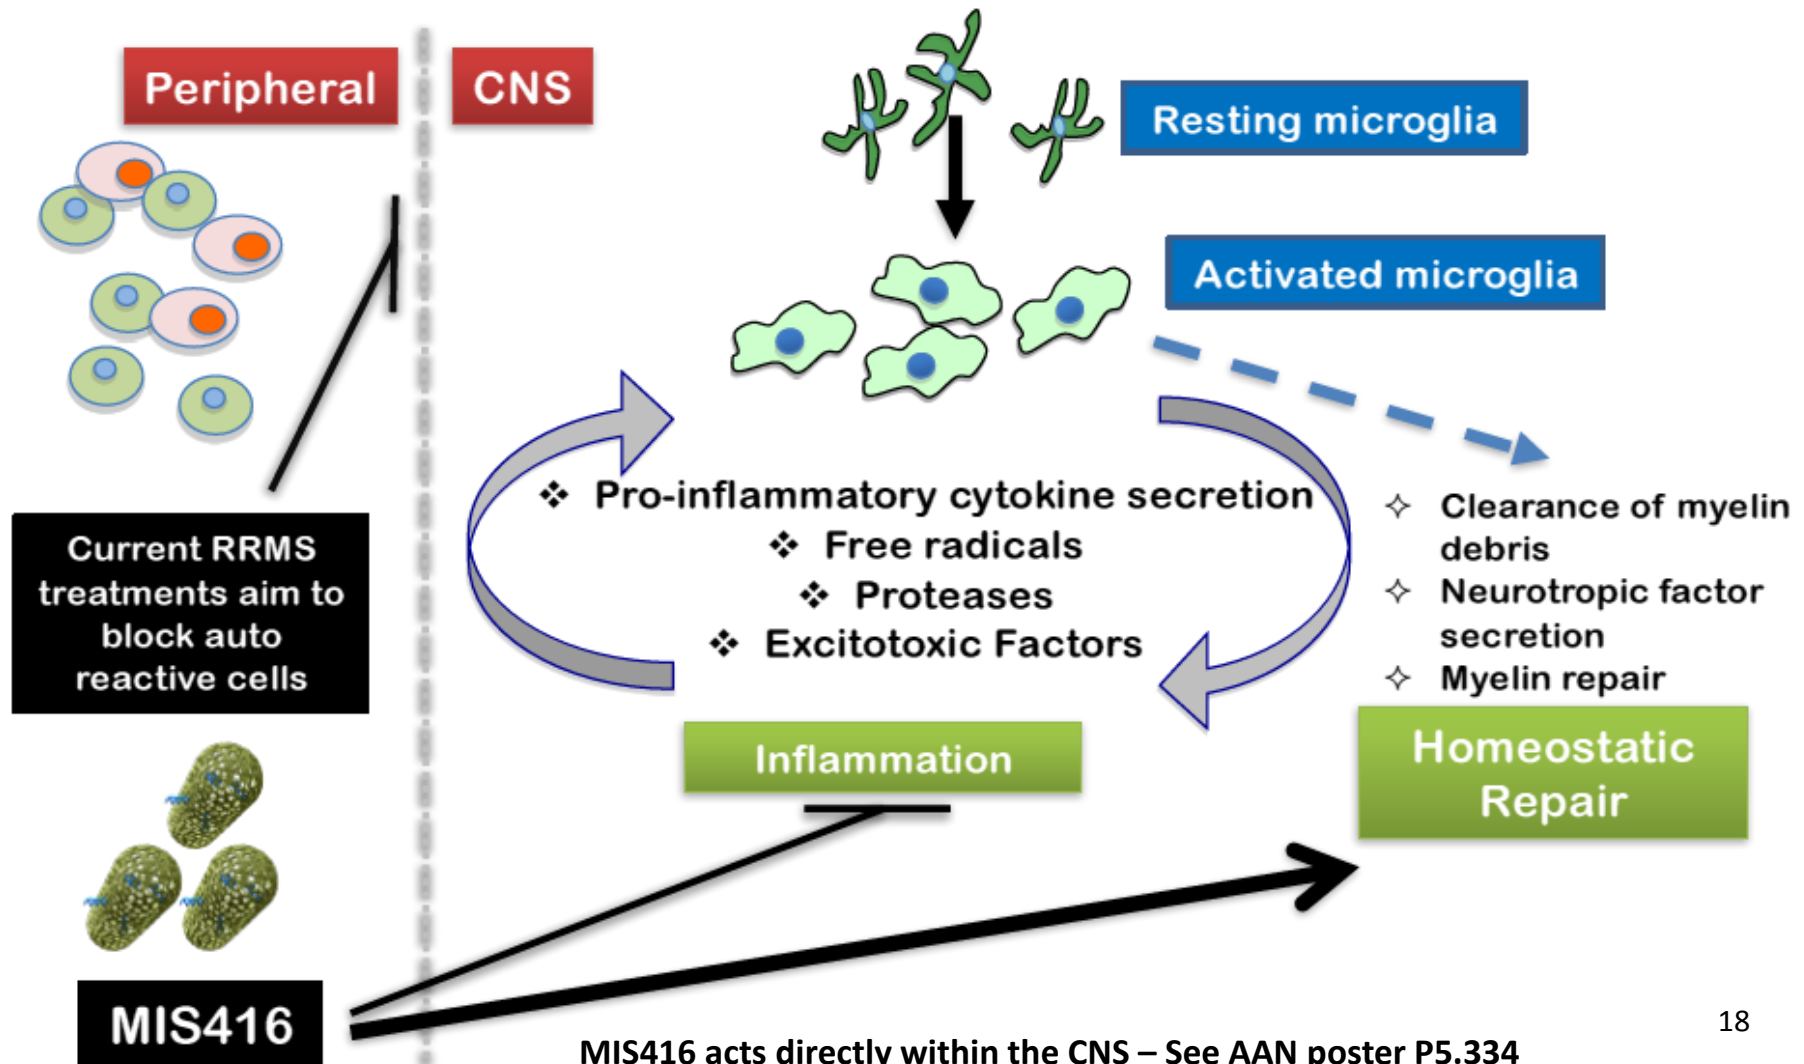 Peripheral
CNS
Resting microglia
Activated microglia
❖ Pro-inflammatory cytokine secretion
❖ Free radicals
❖ Proteases
❖ Excitotoxic Factors
✧ Clearance of myelin
debris
✧ Neurotropic factor
secretion
✧ Myelin repair
Current RRMS
treatments aim to
block auto
reactive cells
Inflammation
Homeostatic
Repair
MIS416
MIS416 acts directly within the CNS – See AAN poster P5.334
18